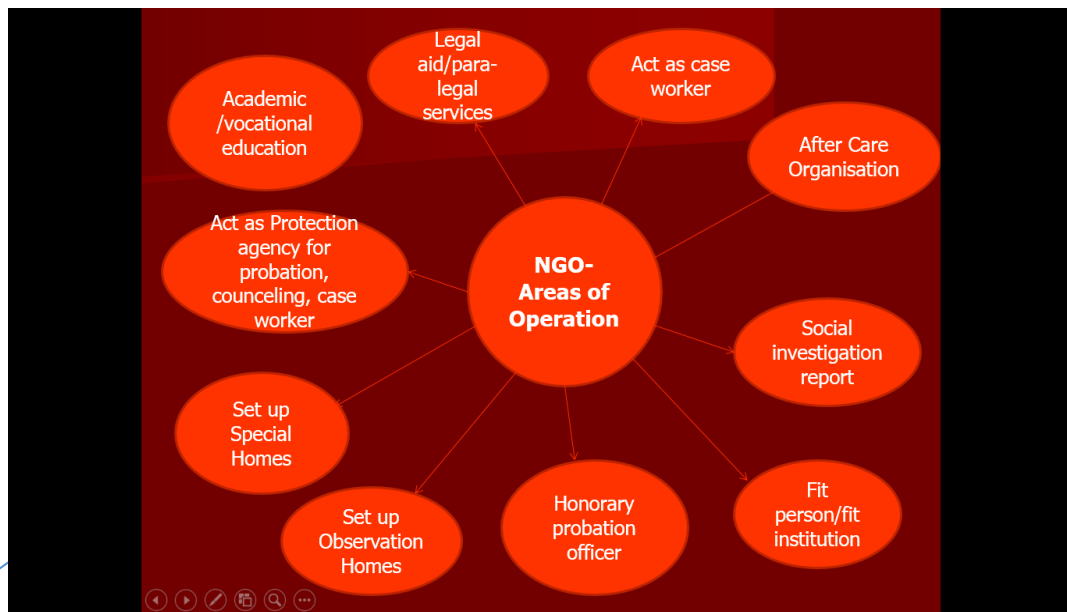 Legal
aid/para-
legal
services
Act as case
worker
Academic
/vocational
education
After Care
Organisation
Act as Protection
agency for
probation,
counceling, case
worker
NGO-
Areas of
Operation
Social
investigation
report
Set up
Special
Homes
Set up
Observation
Homes
Honorary
probation
officer
Fit
person/fit
institution